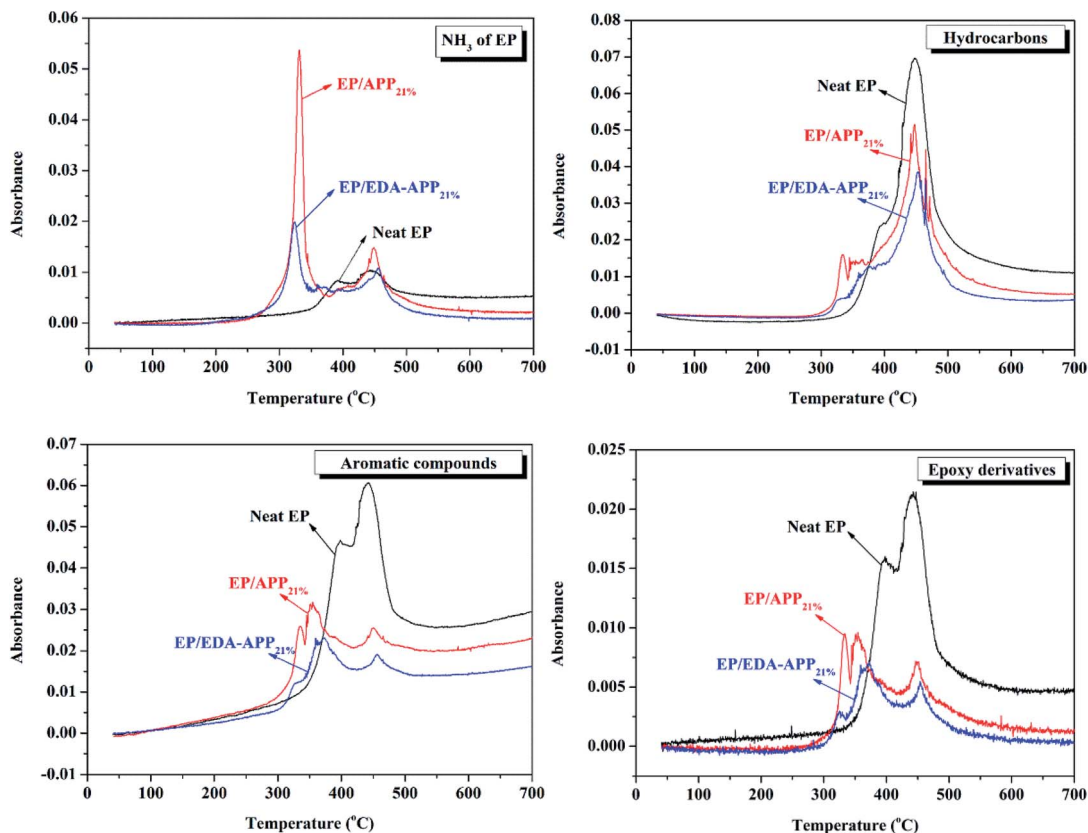 NH₃ of EP
0.06
0.05
0.04
0.03
0.02
0.01
0.00
Absorbance
EP/APP₂₁%
EP/EDA-APP₂₁%
Neat EP
0 100 200 300 400 500 600 700
Temperature (°C)
Hydrocarbons
0.08
0.07
0.06
0.05
0.04
0.03
0.02
0.01
0.00
-0.01
Absorbance
Neat EP
EP/APP₂₁%
EP/EDA-APP₂₁%
0 100 200 300 400 500 600 700
Temperature (°C)
Aromatic compounds
0.07
0.06
0.05
0.04
0.03
0.02
0.01
0.00
-0.01
Absorbance
Neat EP
EP/APP₂₁%
EP/EDA-APP₂₁%
0 100 200 300 400 500 600 700
Temperature (°C)
Epoxy derivatives
0.025
0.020
0.015
0.010
0.005
0.000
Absorbance
Neat EP
EP/APP₂₁%
EP/EDA-APP₂₁%
0 100 200 300 400 500 600 700
Temperature (°C)